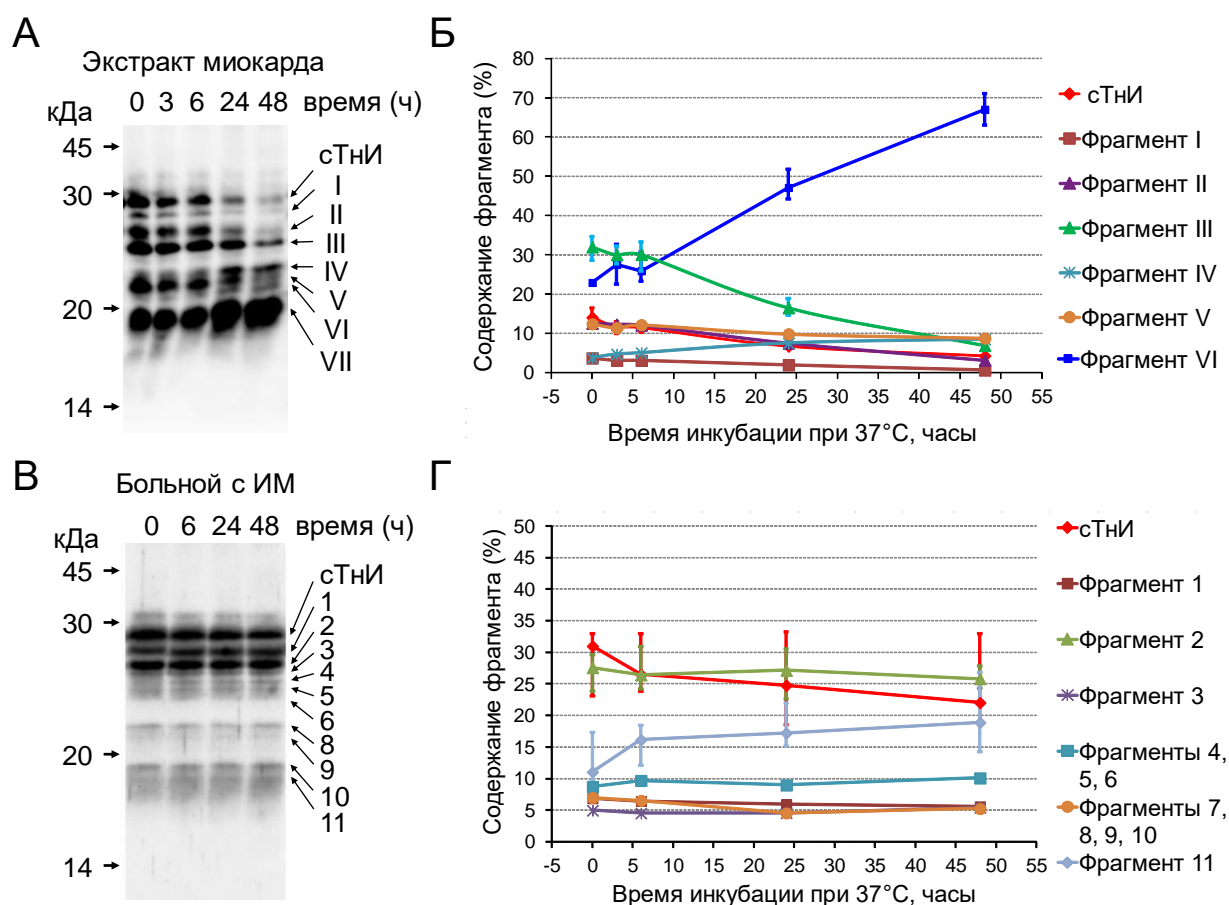 А
Экстракт миокарда
кДа
0 3 6 24 48 время (ч)
45
30
20
14
сТнИ
I
II
III
IV
V
VI
VII
Б
Содержание фрагмента (%)
80
70
60
50
40
30
20
10
0
-5 0 5 10 15 20 25 30 35 40 45 50 55
Время инкубации при 37°C, часы
сТнИ
Фрагмент I
Фрагмент II
Фрагмент III
Фрагмент IV
Фрагмент V
Фрагмент VI
В
Больной с ИМ
0 6 24 48 время (ч)
кДа
45
30
20
14
сТнИ
1
2
3
4
5
6
8
9
10
11
Г
Содержание фрагмента (%)
50
45
40
35
30
25
20
15
10
5
0
-5 0 5 10 15 20 25 30 35 40 45 50 55
Время инкубации при 37°C, часы
сТнИ
Фрагмент 1
Фрагмент 2
Фрагмент 3
Фрагменты 4,
5, 6
Фрагменты 7,
8, 9, 10
Фрагмент 11